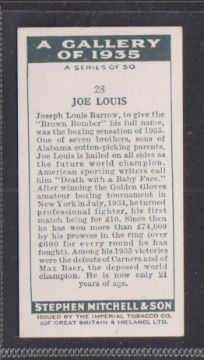 A GALLERY
OF 1935
A SERIES OF 50
28
JOE LOUIS
Joseph Louis Barrow, to give the
"Brown Bomber" his full name,
was the boxing sensation of 1935.
One of seven brothers, sons of
Alabama cotton-picking parents,
Joe Louis is hailed on all sides as
the future world champion.
American sporting writers call
him "Death with a Baby Face."
After winning the Golden Gloves
amateur boxing tournament in
New York in July, 1934, he turned
professional fighter, his first
match being for £10. Since then
he has won more than £74,000
by his prowess in the ring (over
£600 for every round he has
fought). Among his 1935 victories
were the defeats of Carnera and of
Max Baer, the deposed world
champion. He is now only 21
years of age.
STEPHEN MITCHELL & SON
ISSUED BY THE IMPERIAL TOBACCO CO.
(OF GREAT BRITAIN & IRELAND), LTD.